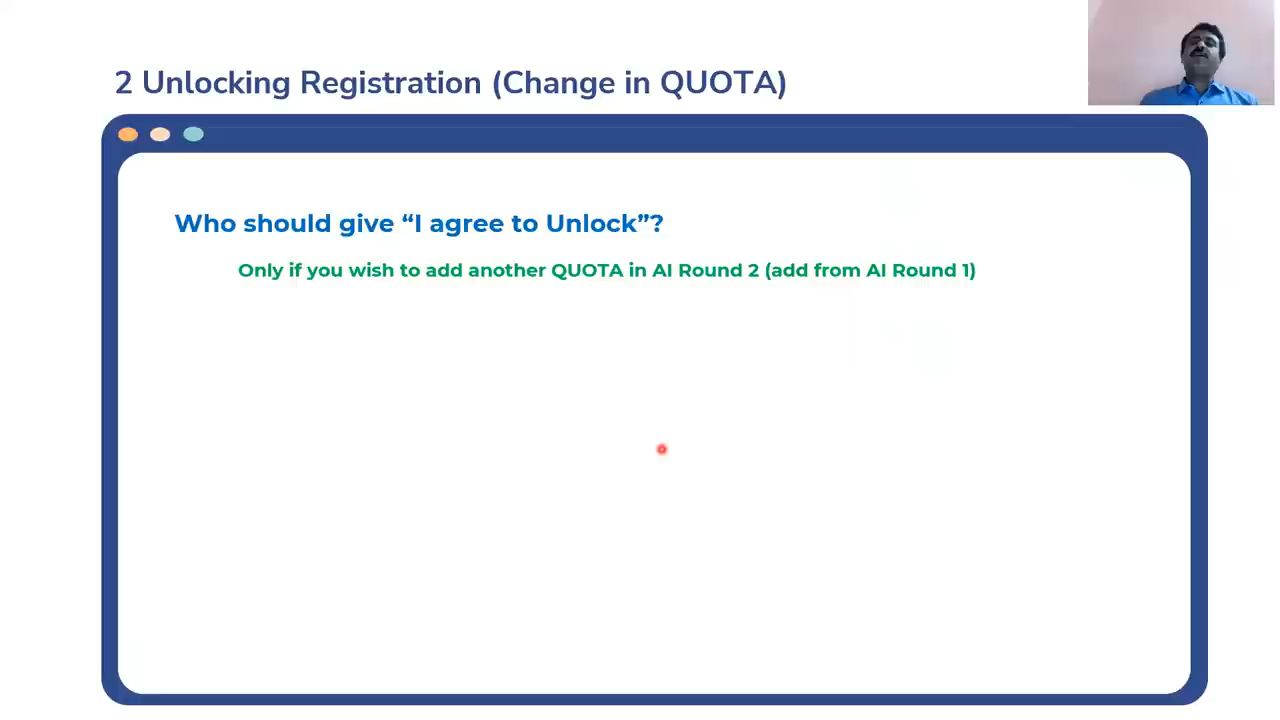 2 Unlocking Registration (Change in QUOTA)
Who should give “I agree to Unlock”?
Only if you wish to add another QUOTA in AI Round 2 (add from AI Round 1)